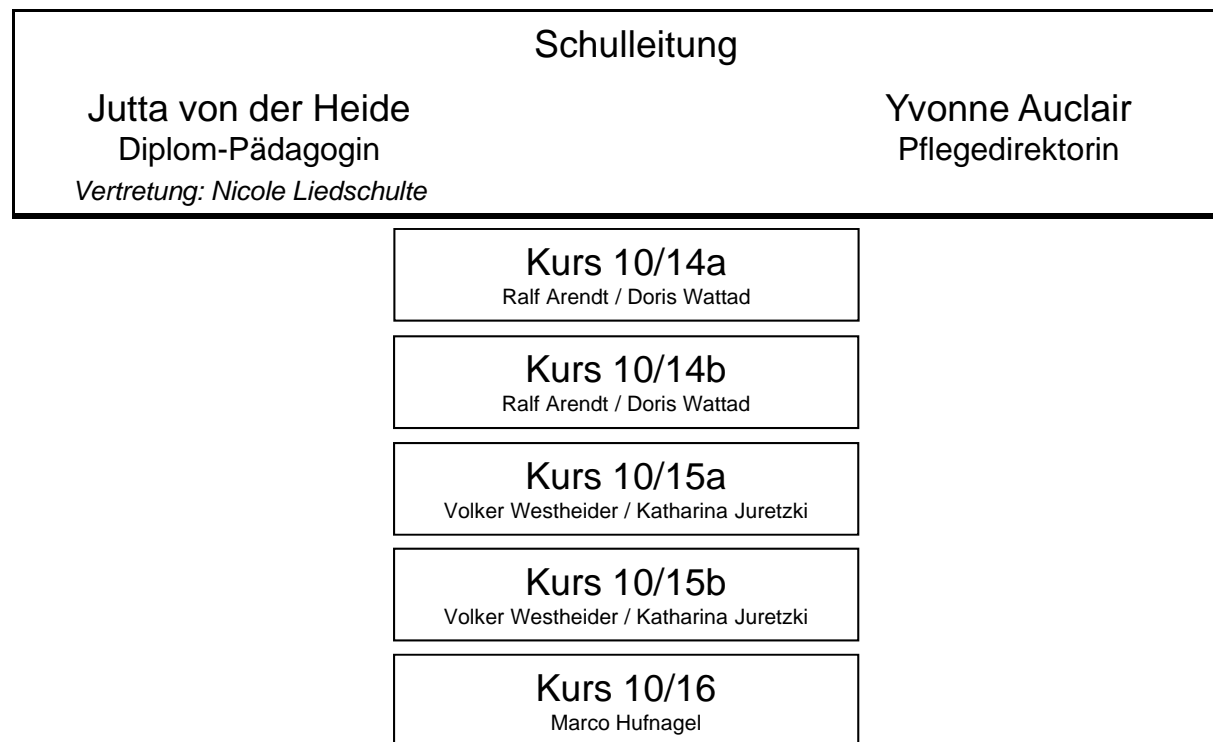 Schulleitung
Jutta von der Heide
Diplom-Pädagogin
Vertretung: Nicole Liedschulte
Yvonne Auclair
Pflegedirektorin
Kurs 10/14a
Ralf Arendt / Doris Wattad
Kurs 10/14b
Ralf Arendt / Doris Wattad
Kurs 10/15a
Volker Westheider / Katharina Juretzki
Kurs 10/15b
Volker Westheider / Katharina Juretzki
Kurs 10/16
Marco Hufnagel